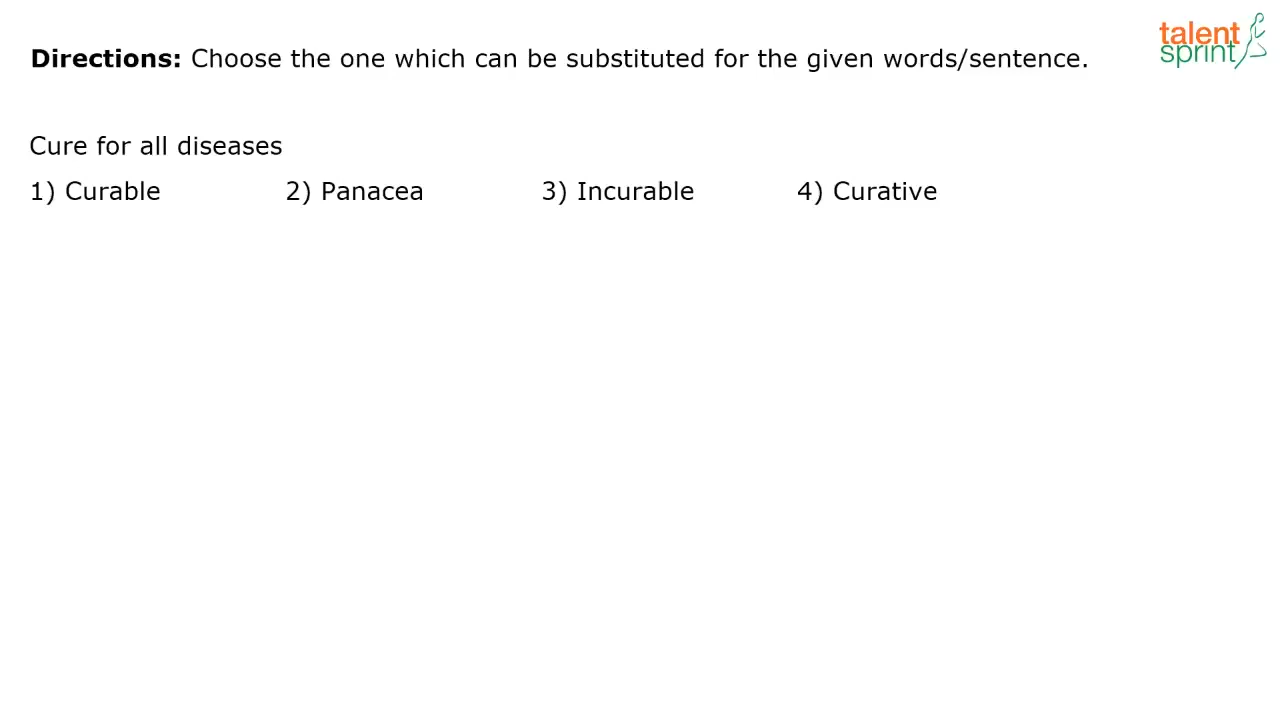 talent
sprint
Directions: Choose the one which can be substituted for the given words/sentence.
Cure for all diseases
1) Curable 2) Panacea 3) Incurable 4) Curative